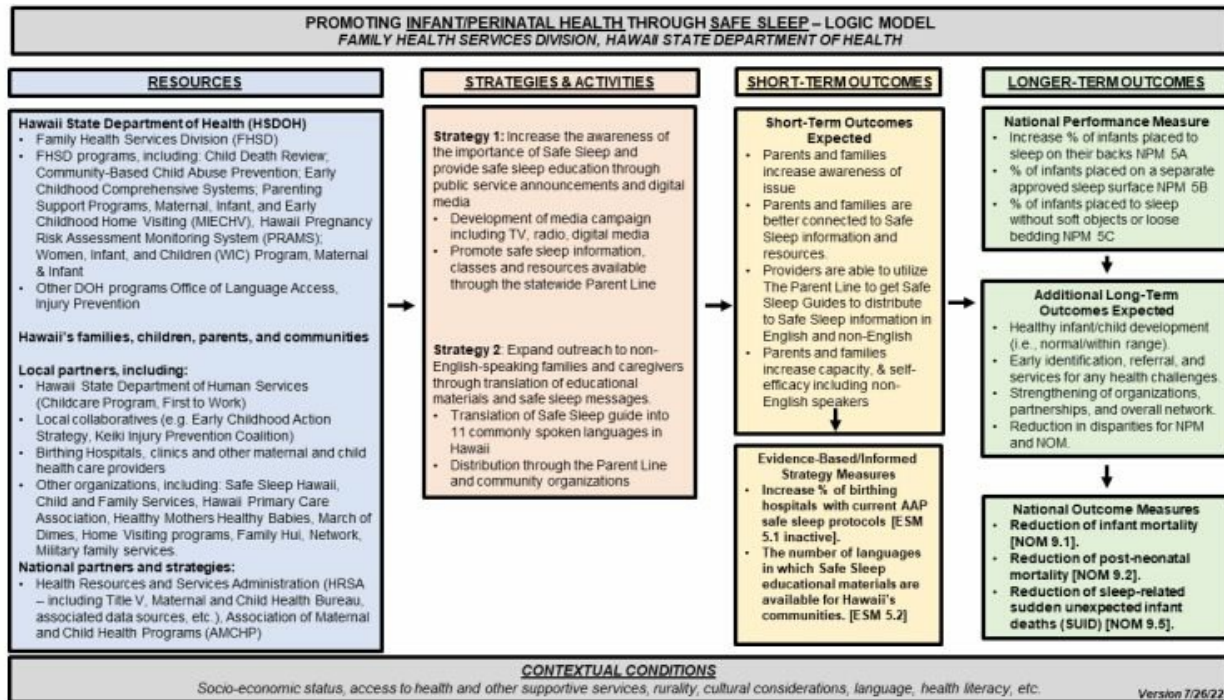 PROMOTING INFANT/PERINATAL HEALTH THROUGH SAFE SLEEP – LOGIC MODEL
FAMILY HEALTH SERVICES DIVISION, HAWAII STATE DEPARTMENT OF HEALTH
RESOURCES
Hawaii State Department of Health (HSDOH)
• Family Health Services Division (FHSD)
• FHSD programs, including: Child Death Review;
Community-Based Child Abuse Prevention; Early
Childhood Comprehensive Systems; Parenting
Support Programs, Maternal, Infant, and Early
Childhood Home Visiting (MIECHV), Hawaii Pregnancy
Risk Assessment Monitoring System (PRAMS);
Women, Infant, and Children (WIC) Program, Maternal
& Infant
• Other DOH programs Office of Language Access,
Injury Prevention
Hawaii's families, children, parents, and communities
Local partners, including:
• Hawaii State Department of Human Services
(Childcare Program, First to Work)
• Local collaboratives (e.g. Early Childhood Action
Strategy, Keiki Injury Prevention Coalition)
• Birthing Hospitals, clinics and other maternal and child
health care providers
• Other organizations, including: Safe Sleep Hawaii,
Child and Family Services, Hawaii Primary Care
Association, Healthy Mothers Healthy Babies, March of
Dimes, Home Visiting programs, Family Hui, Network,
Military family services.
National partners and strategies:
• Health Resources and Services Administration (HRSA
– including Title V, Maternal and Child Health Bureau,
associated data sources, etc.), Association of Maternal
and Child Health Programs (AMCHP)
STRATEGIES & ACTIVITIES
Strategy 1: Increase the awareness of
the importance of Safe Sleep and
provide safe sleep education through
public service announcements and digital
media
• Development of media campaign
including TV, radio, digital media
• Promote safe sleep information,
classes and resources available
through the statewide Parent Line
Strategy 2: Expand outreach to non-
English-speaking families and caregivers
through translation of educational
materials and safe sleep messages.
• Translation of Safe Sleep guide into
11 commonly spoken languages in
Hawaii
• Distribution through the Parent Line
and community organizations
SHORT-TERM OUTCOMES
Short-Term Outcomes
Expected
• Parents and families
increase awareness of
issue
• Parents and families are
better connected to Safe
Sleep information and
resources.
• Providers are able to utilize
The Parent Line to get Safe
Sleep Guides to distribute
to Safe Sleep information in
English and non-English
• Parents and families
increase capacity, & self-
efficacy including non-
English speakers
Evidence-Based/Informed
Strategy Measures
• Increase % of birthing
hospitals with current AAP
safe sleep protocols [ESM
5.1 inactive].
• The number of languages
in which Safe Sleep
educational materials are
available for Hawaii's
communities. [ESM 5.2]
LONGER-TERM OUTCOMES
National Performance Measure
• Increase % of infants placed to
sleep on their backs NPM 5A
• % of infants placed on a separate
approved sleep surface NPM 5B
• % of infants placed to sleep
without soft objects or loose
bedding NPM 5C
Additional Long-Term
Outcomes Expected
• Healthy infant/child development
(i.e., normal/within range).
• Early identification, referral, and
services for any health challenges.
• Strengthening of organizations,
partnerships, and overall network.
• Reduction in disparities for NPM
and NOM.
National Outcome Measures
• Reduction of infant mortality
[NOM 9.1].
• Reduction of post-neonatal
mortality [NOM 9.2].
• Reduction of sleep-related
sudden unexpected infant
deaths (SUID) [NOM 9.5].
CONTEXTUAL CONDITIONS
Socio-economic status, access to health and other supportive services, rurality, cultural considerations, language, health literacy, etc.
Version 7/26/22